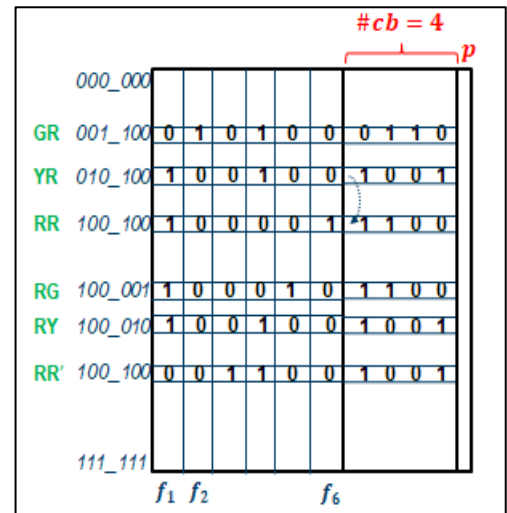 #cb = 4
p
000_000
GR 001_100 0 1 0 1 0 0 0 1 1 0
YR 010_100 1 0 0 1 0 0 1 0 0 1
RR 100_100 1 0 0 0 0 1 1 1 0 0
RG 100_001 1 0 0 0 1 0 1 1 0 0
RY 100_010 1 0 0 1 0 0 1 0 0 1
RR' 100_100 0 0 1 1 0 0 1 0 0 1
111_111
f₁ f₂ f₆